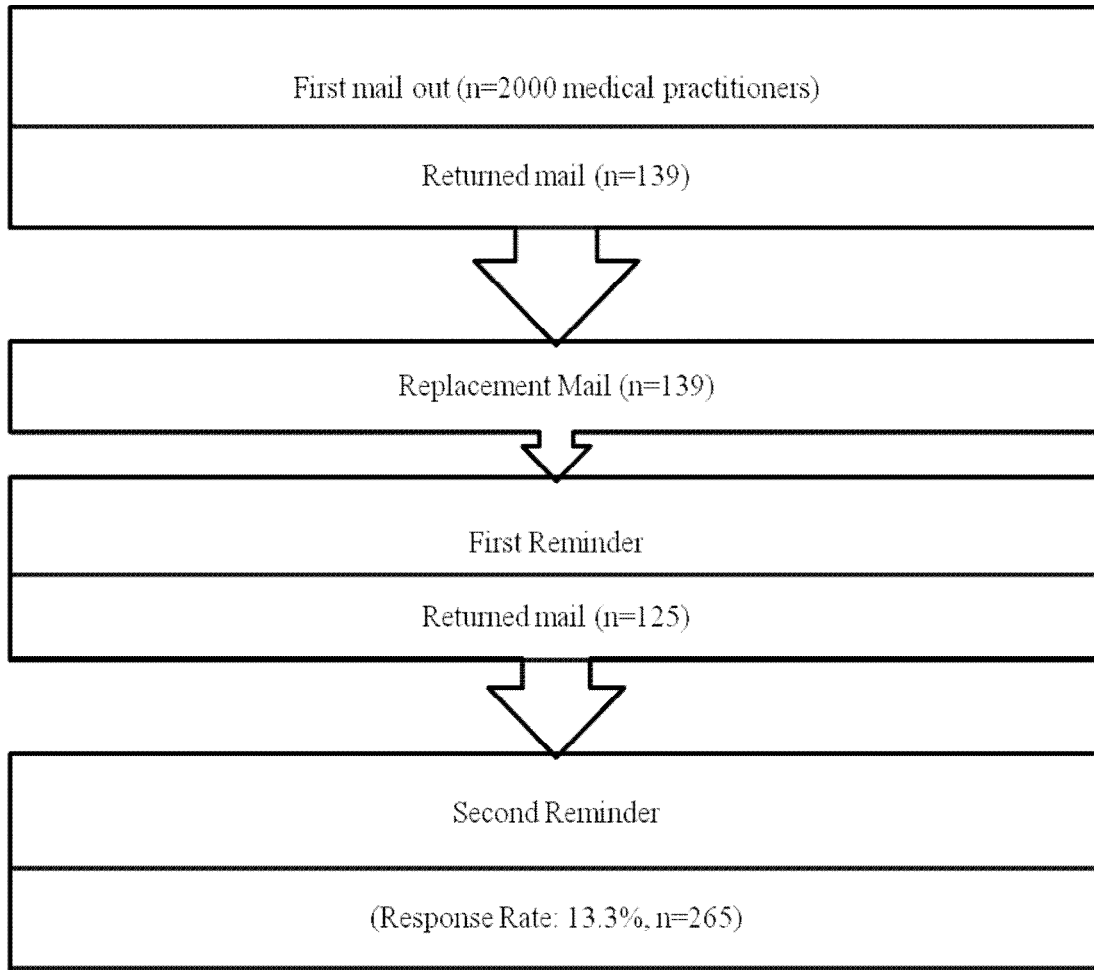 First mail out (n=2000 medical practitioners)
Returned mail (n=139)
Replacement Mail (n=139)
First Reminder
Returned mail (n=125)
Second Reminder
(Response Rate: 13.3%, n=265)